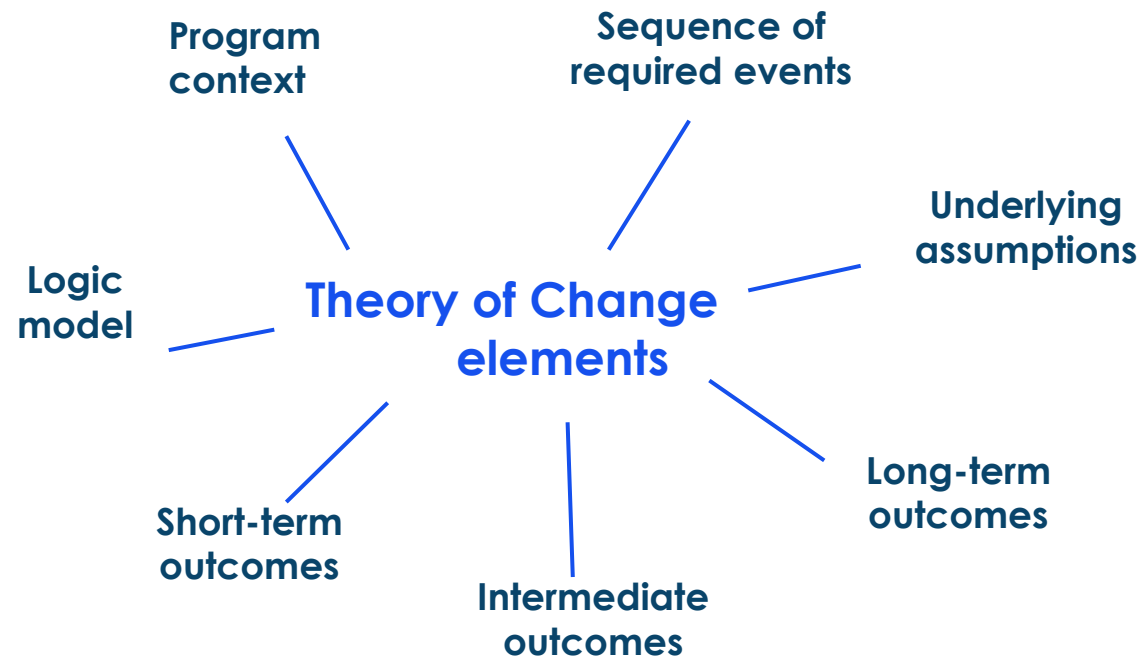 Program
context
Sequence of
required events
Underlying
assumptions
Logic
model
Theory of Change
elements
Long-term
outcomes
Short-term
outcomes
Intermediate
outcomes